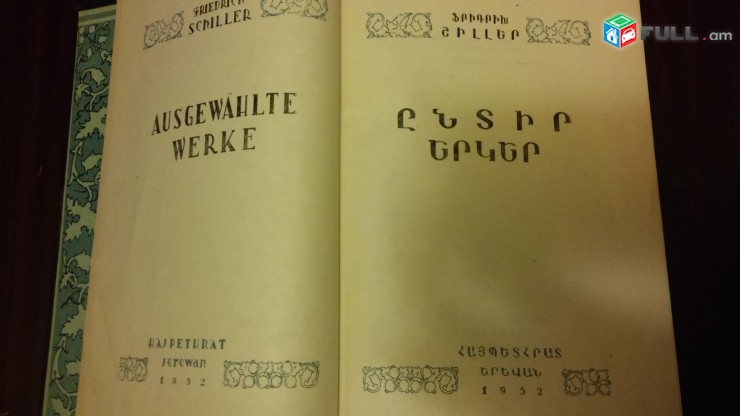 FRIEDRICH
SCHILLER
AUSGEWÄHLTE
WERKE
HAJPETHRAT
Jerewan
1952
ՖՐԻԴՐԻԽ
ՇԻԼԼԵՐ
ԸՆՏԻՐ
ԵՐԿԵՐ
ՀԱՅՊԵՏՀՐԱՏ
ԵՐԵՎԱՆ
1952
FULL.am